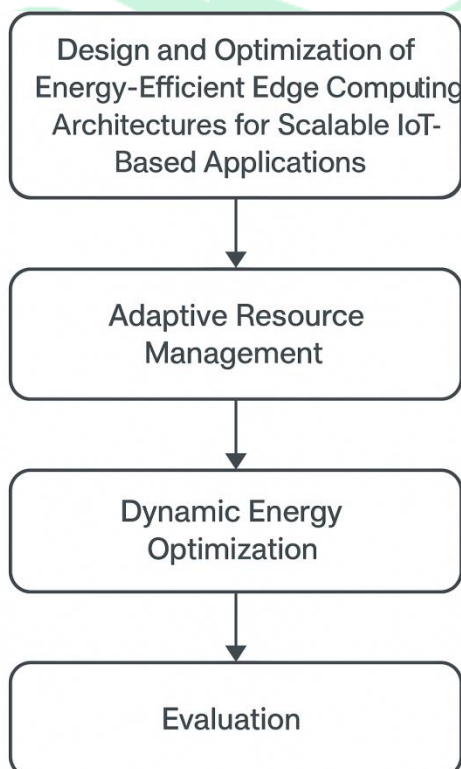 Design and Optimization of
Energy-Efficient Edge Computing
Architectures for Scalable IoT-
Based Applications
Adaptive Resource
Management
Dynamic Energy
Optimization
Evaluation